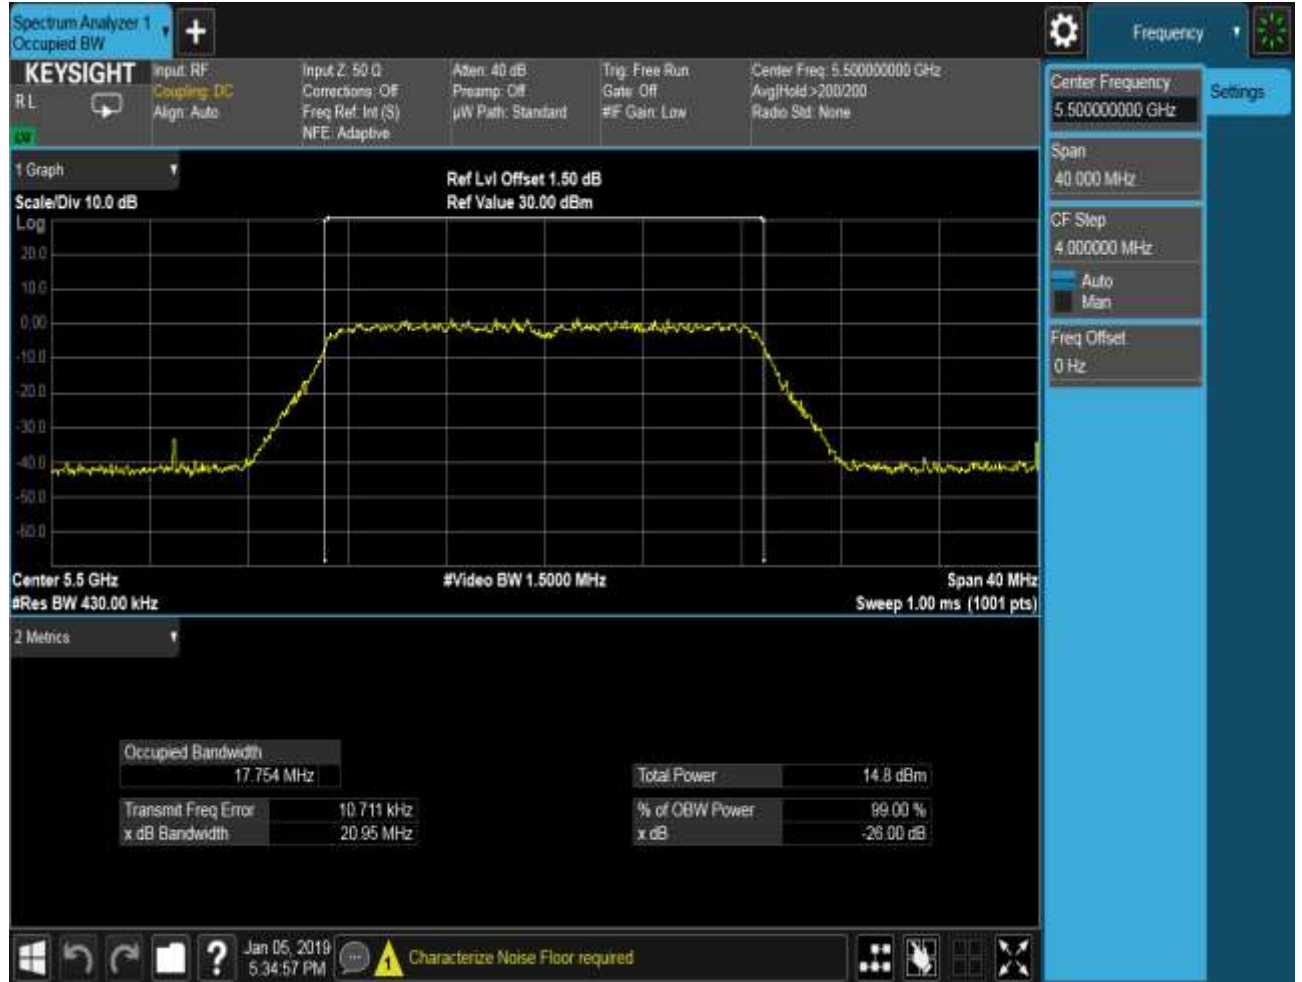 Spectrum Analyzer 1
Occupied BW
Frequency
KEYSIGHT
R L
Input: RF
Coupling: DC
Align: Auto
Input Z: 50 Ω
Corrections: Off
Freq Ref: Int (S)
NFE: Adaptive
Atten: 40 dB
Preamp: Off
µW Path: Standard
Trig: Free Run
Gate: Off
#IF Gain: Low
Center Freq: 5.500000000 GHz
Avg|Hold:>200/200
Radio Std: None
Center Frequency
5.500000000 GHz
Settings
Span
40.000 MHz
CF Step
4.000000 MHz
Auto
Man
Freq Offset
0 Hz
1 Graph
Scale/Div 10.0 dB
Ref Lvl Offset 1.50 dB
Ref Value 30.00 dBm
Log
20.0
10.0
0.00
-10.0
-20.0
-30.0
-40.0
-50.0
-60.0
Center 5.5 GHz
#Video BW 1.5000 MHz
Span 40 MHz
#Res BW 430.00 kHz
Sweep 1.00 ms (1001 pts)
2 Metrics
Occupied Bandwidth
17.754 MHz
Total Power 14.8 dBm
Transmit Freq Error 10.711 kHz
% of OBW Power 99.00 %
x dB Bandwidth 20.95 MHz
x dB -26.00 dB
Jan 05, 2019
5:34:57 PM
1
Characterize Noise Floor required